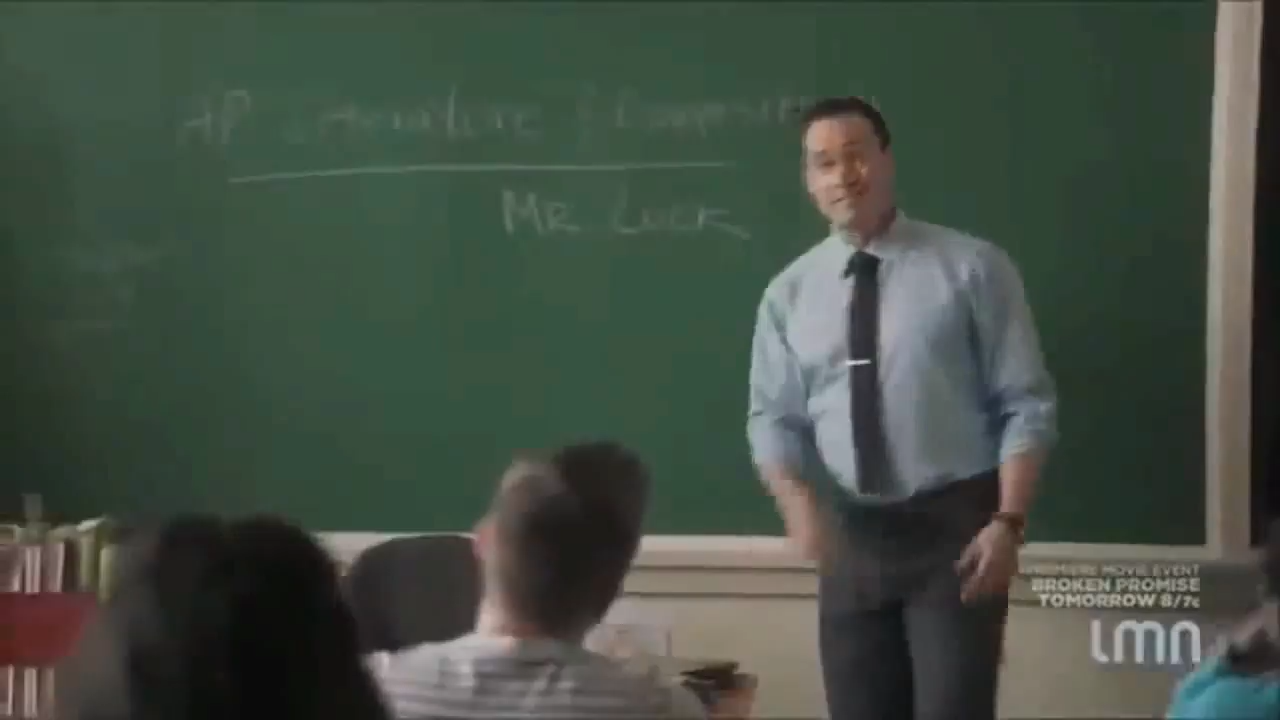 AP Literature & Composition
Mr Luck
PREMIERE MOVIE EVENT
BROKEN PROMISE
TOMORROW 8/7c
LMN